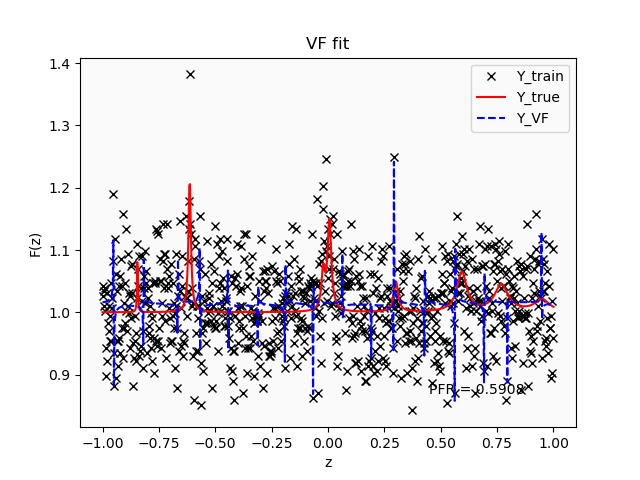 VF fit
1.4
1.3
1.2
1.1
1.0
0.9
F(z)
Y_train
Y_true
Y_VF
PFR = 0.5908
−1.00 −0.75 −0.50 −0.25 0.00 0.25 0.50 0.75 1.00
z